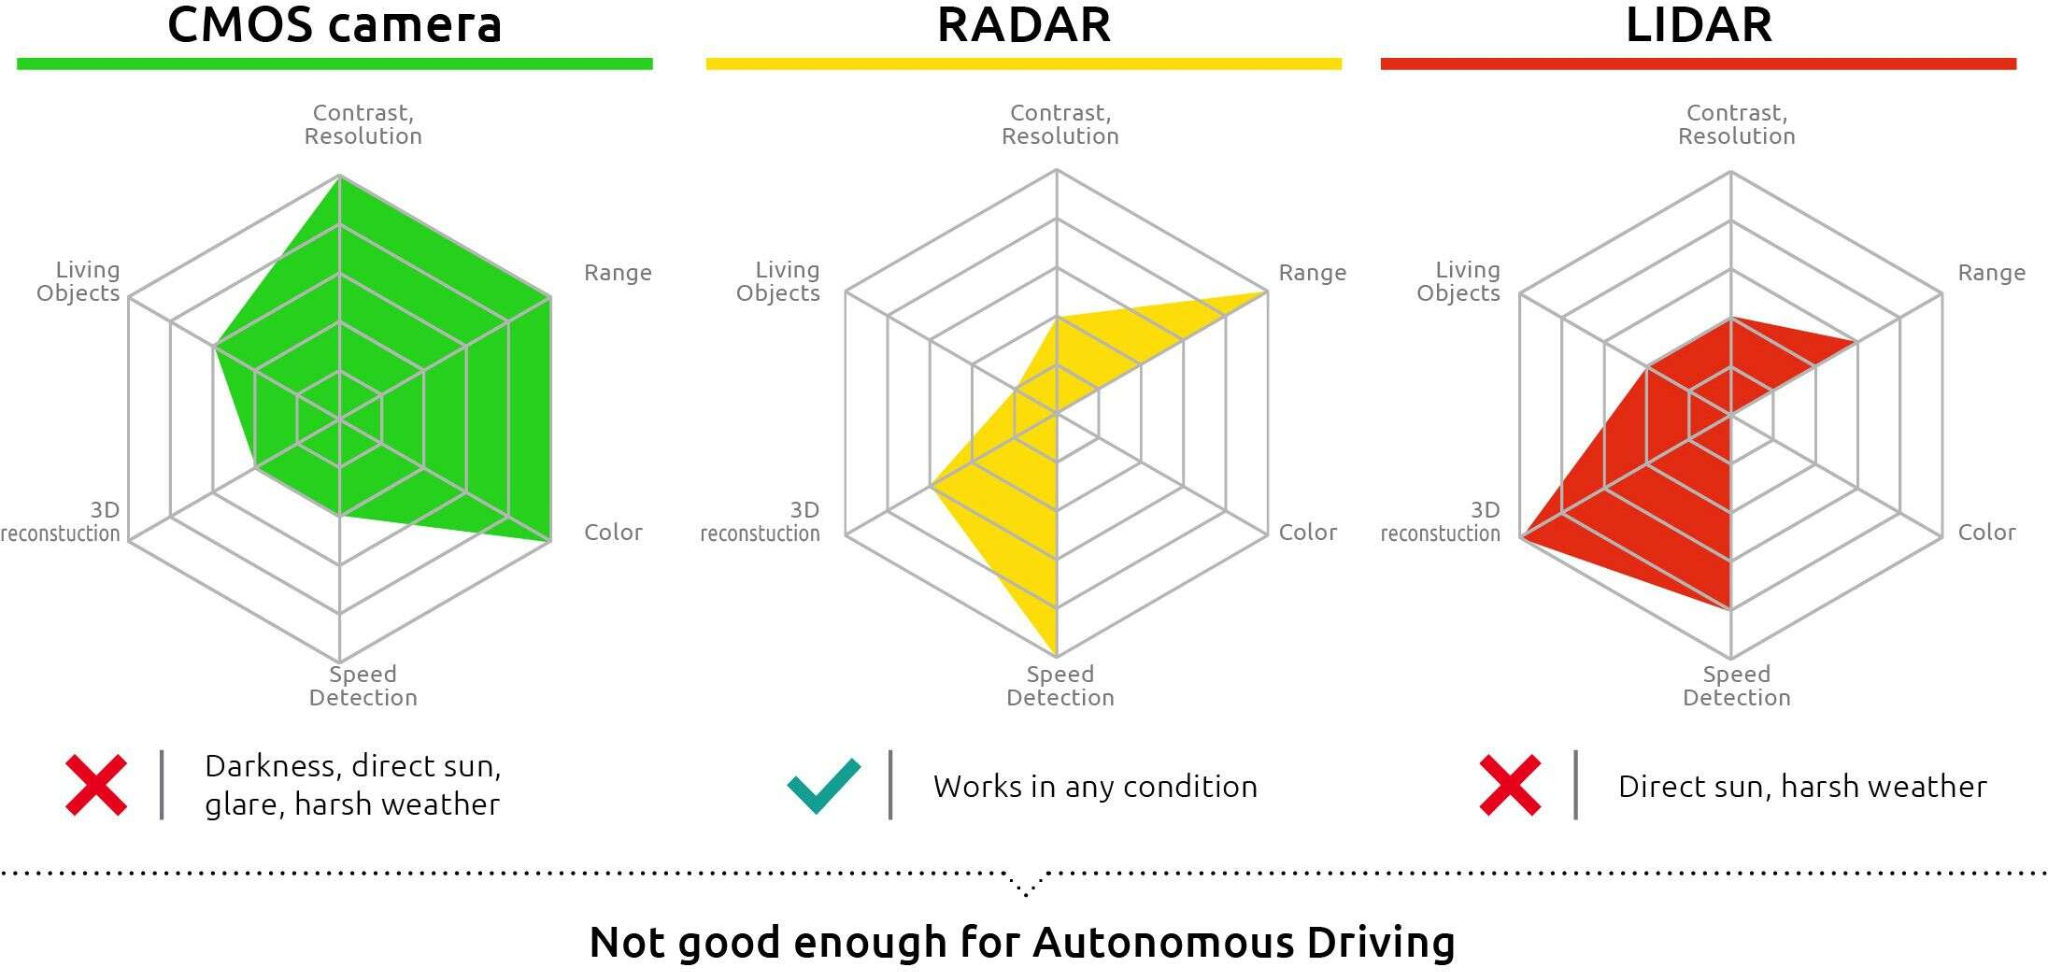 CMOS camera
Contrast,
Resolution
Living
Objects
Range
3D
reconstuction
Color
Speed
Detection
Darkness, direct sun,
glare, harsh weather
RADAR
Contrast,
Resolution
Living
Objects
Range
3D
reconstuction
Color
Speed
Detection
Works in any condition
LIDAR
Contrast,
Resolution
Living
Objects
Range
3D
reconstuction
Color
Speed
Detection
Direct sun, harsh weather
Not good enough for Autonomous Driving